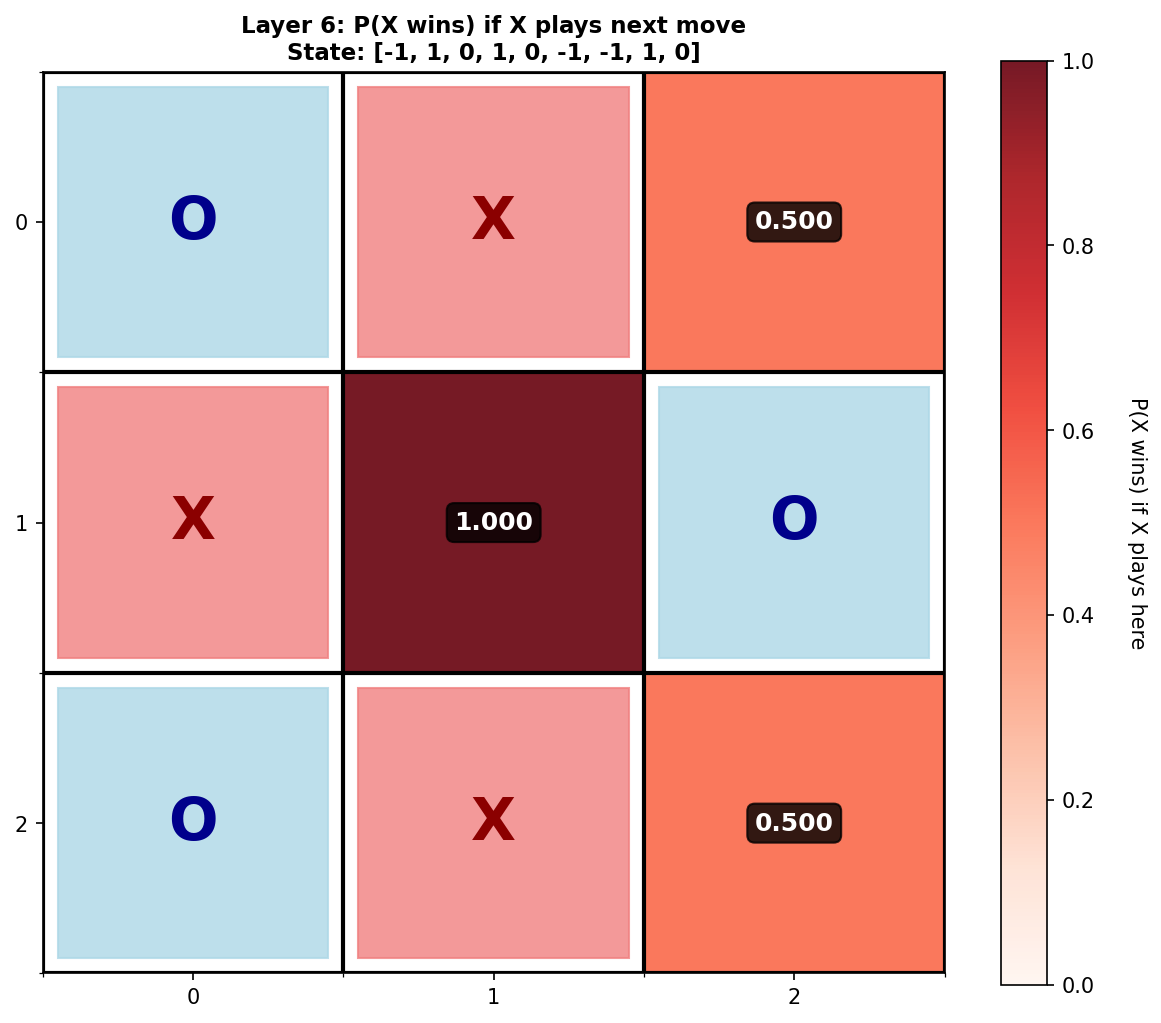 Layer 6: P(X wins) if X plays next move
State: [-1, 1, 0, 1, 0, -1, -1, 1, 0]
O X 0.500
X 1.000 O
O X 0.500
0
1
2
0 1 2
1.0
0.8
0.6
0.4
0.2
0.0
P(X wins) if X plays here